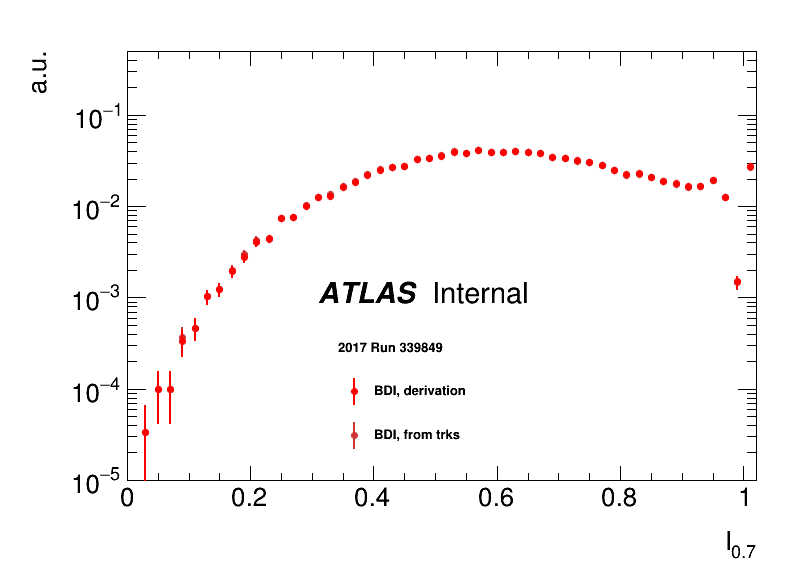 a.u.
10⁻¹
10⁻²
10⁻³
10⁻⁴
10⁻⁵
ATLAS Internal
2017 Run 339849
BDI, derivation
BDI, from trks
0 0.2 0.4 0.6 0.8 1
I₀.₇